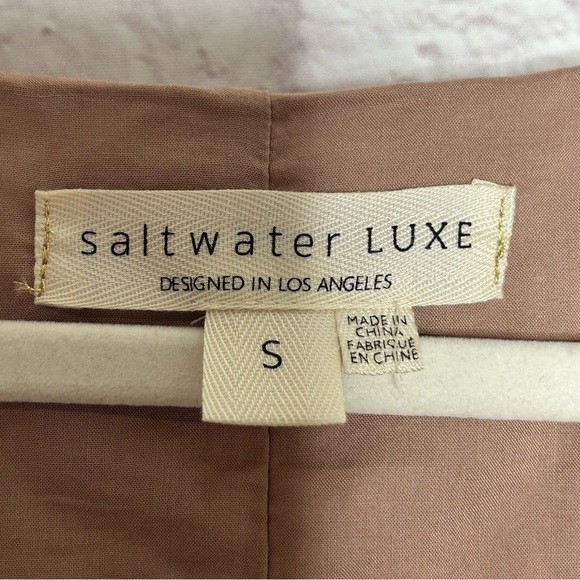 saltwater LUXE
DESIGNED IN LOS ANGELES
S
MADE IN
CHINA
FABRIQUÉ
EN CHINE